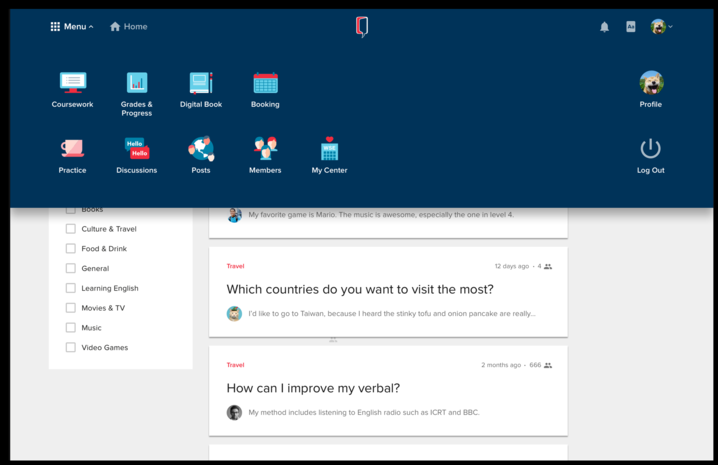 Menu
Home
Aa
Coursework
Grades &
Progress
Digital Book
Booking
Profile
Hello
Hello
WSE
Practice
Discussions
Posts
Members
My Center
Log Out
Books
Culture & Travel
Food & Drink
General
Learning English
Movies & TV
Music
Video Games
My favorite game is Mario. The music is awesome, especially the one in level 4.
Travel
12 days ago • 4
Which countries do you want to visit the most?
I'd like to go to Taiwan, because I heard the stinky tofu and onion pancake are really...
Travel
2 months ago • 666
How can I improve my verbal?
My method includes listening to English radio such as ICRT and BBC.